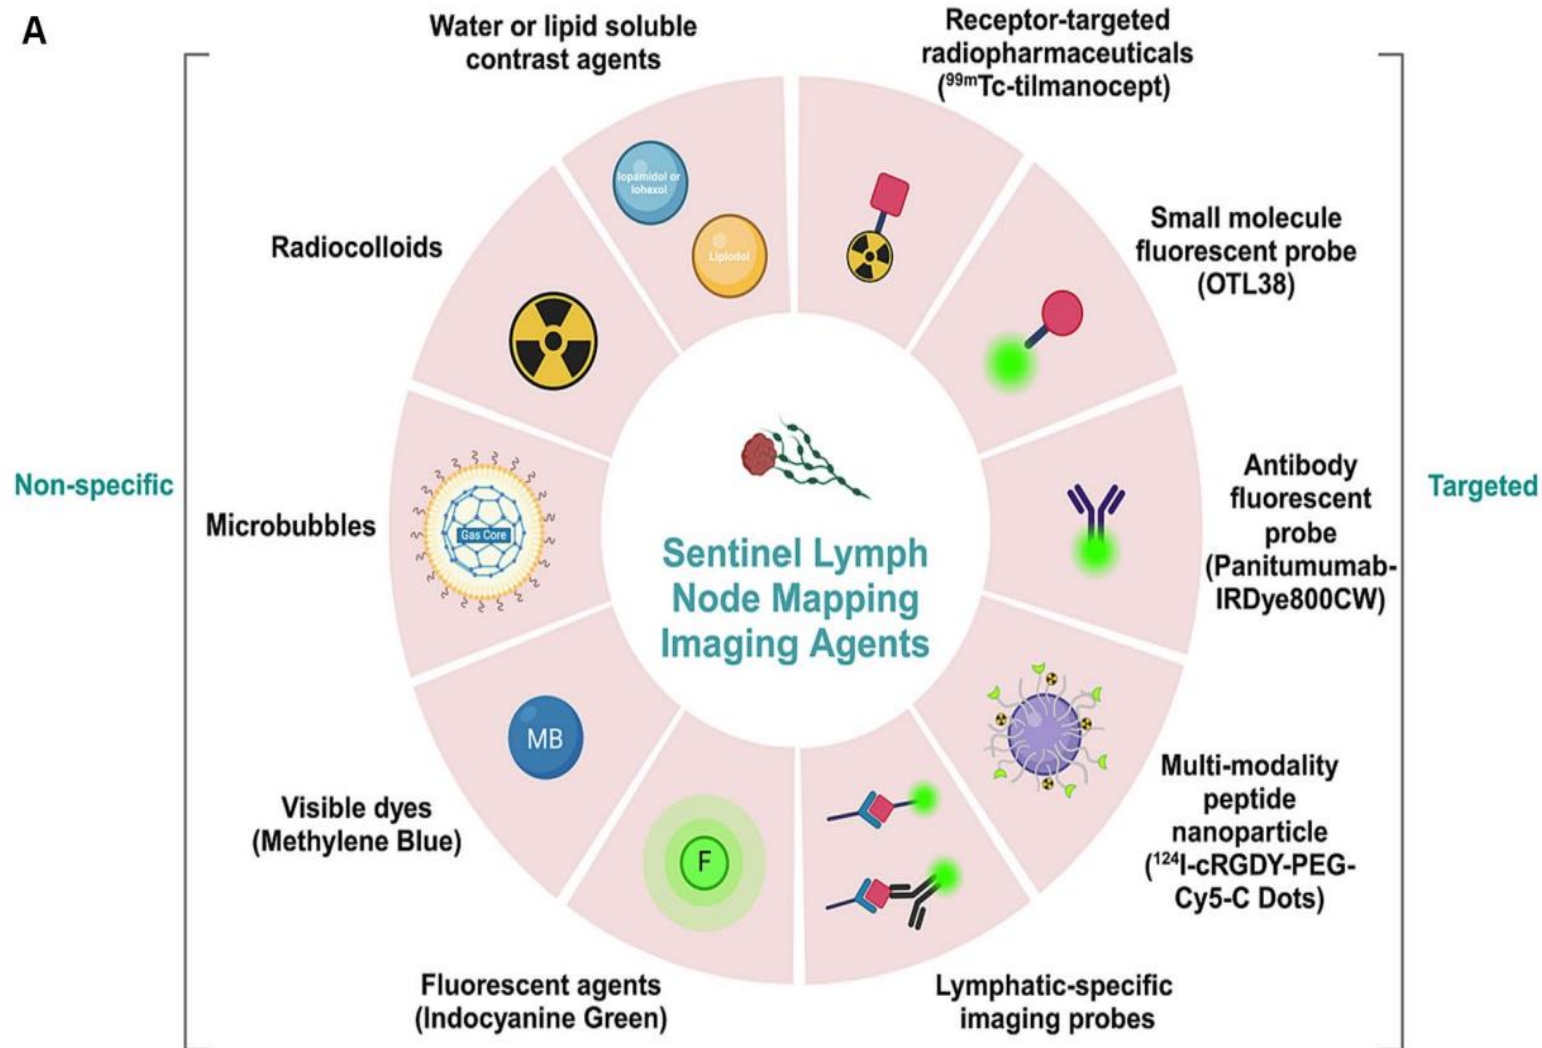 A
Water or lipid soluble
contrast agents
Receptor-targeted
radiopharmaceuticals
(⁹⁹ᵐTc-tilmanocept)
Iopamidol or
Iohexol
Lipiodol
Radiocolloids
Small molecule
fluorescent probe
(OTL38)
Non-specific
Microbubbles
Gas Core
Sentinel Lymph
Node Mapping
Imaging Agents
Antibody
fluorescent
probe
(Panitumumab-
IRDye800CW)
Targeted
MB
Visible dyes
(Methylene Blue)
Multi-modality
peptide
nanoparticle
(¹²⁴I-cRGDY-PEG-
Cy5-C Dots)
F
Fluorescent agents
(Indocyanine Green)
Lymphatic-specific
imaging probes